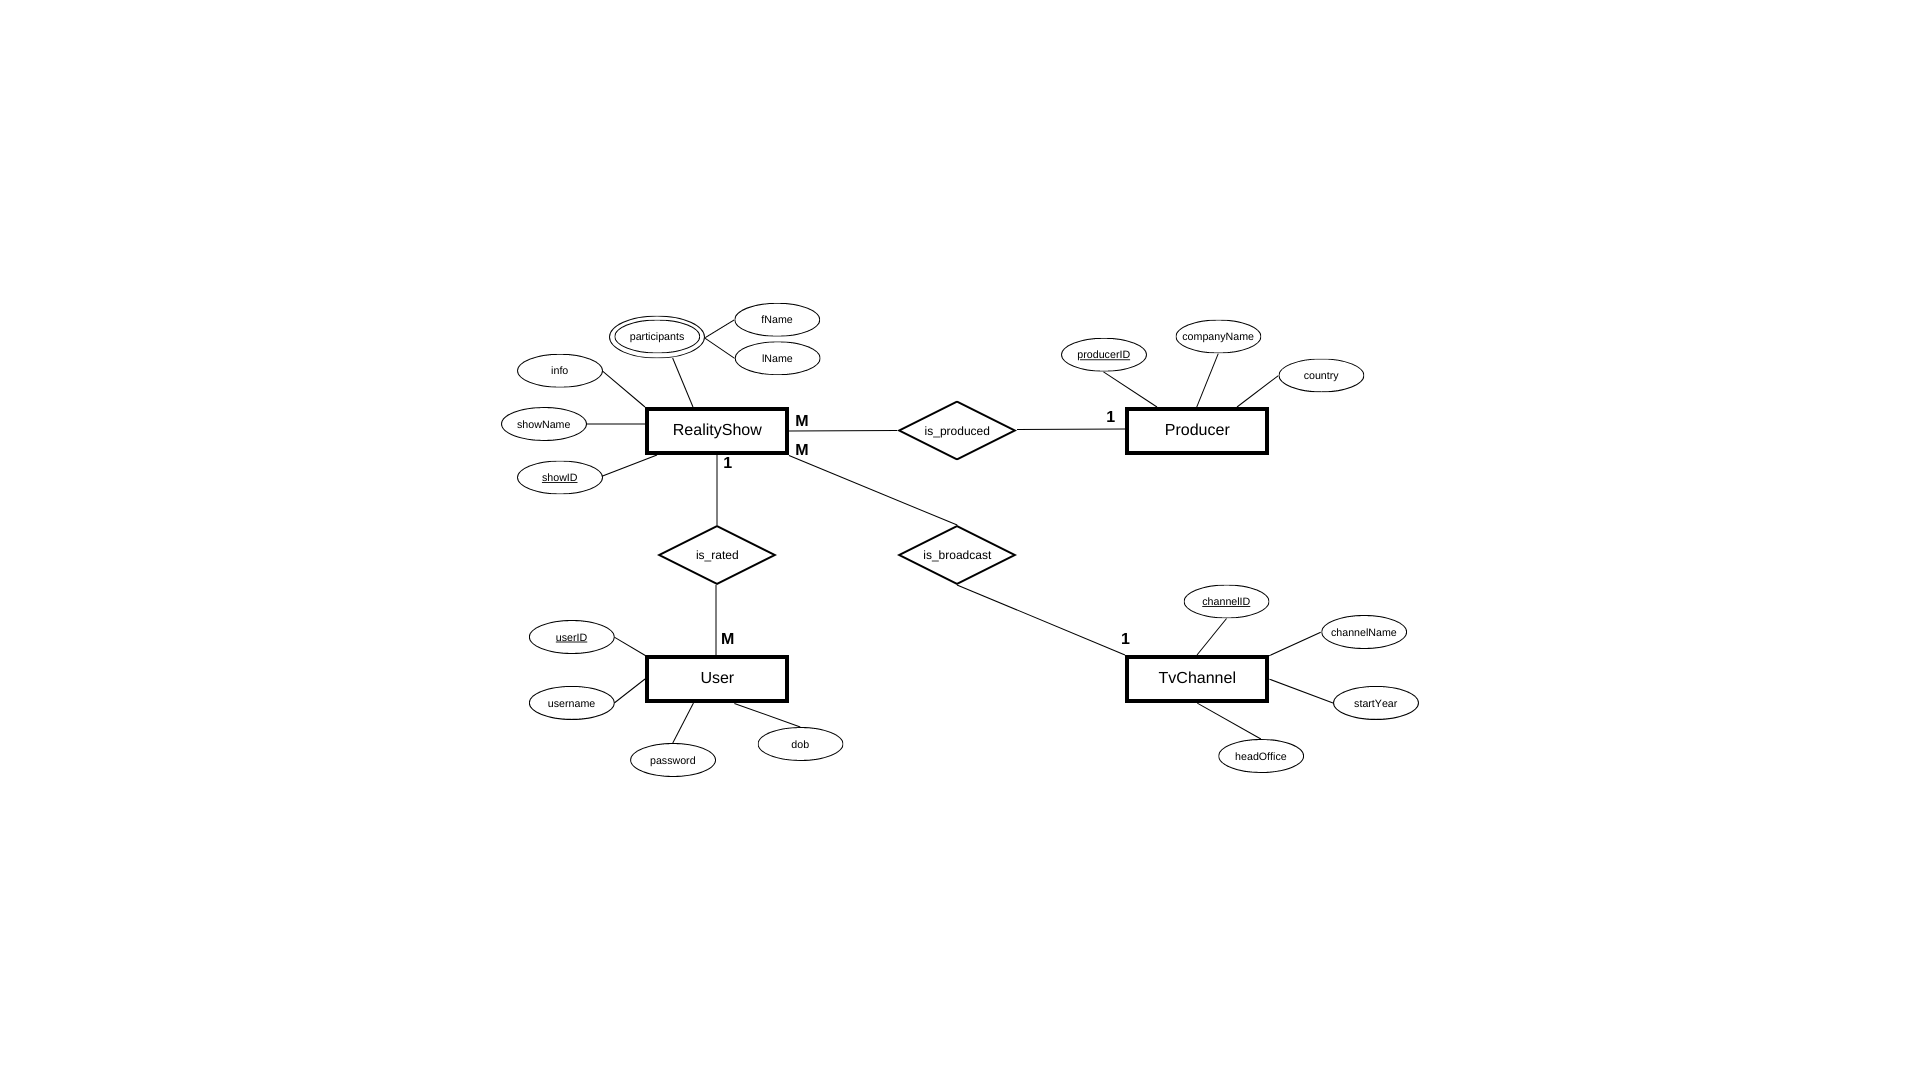 fName
participants
lName
info
showName
showID
RealityShow
M
M
1
is_produced
1
producerID
companyName
country
Producer
is_rated
is_broadcast
M
1
userID
username
User
password
dob
channelID
channelName
TvChannel
startYear
headOffice